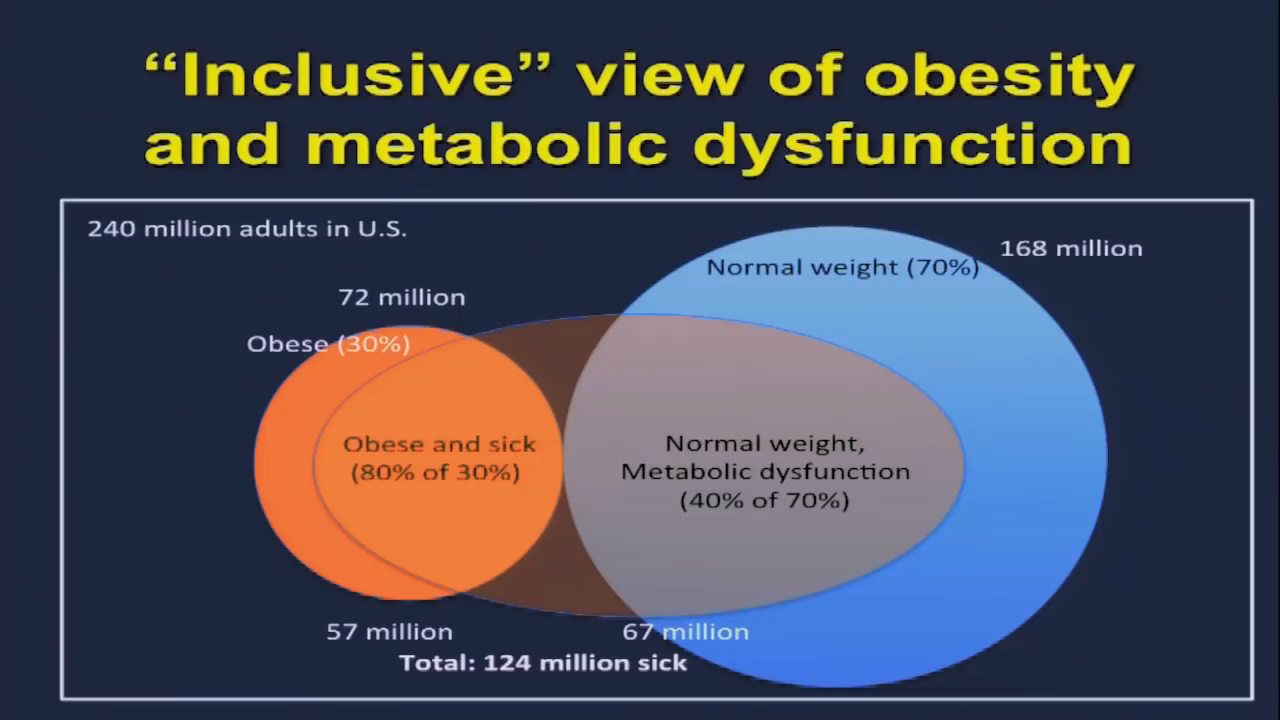 “Inclusive” view of obesity
and metabolic dysfunction
240 million adults in U.S.
168 million
Normal weight (70%)
72 million
Obese (30%)
Obese and sick
(80% of 30%)
Normal weight,
Metabolic dysfunction
(40% of 70%)
57 million
67 million
Total: 124 million sick